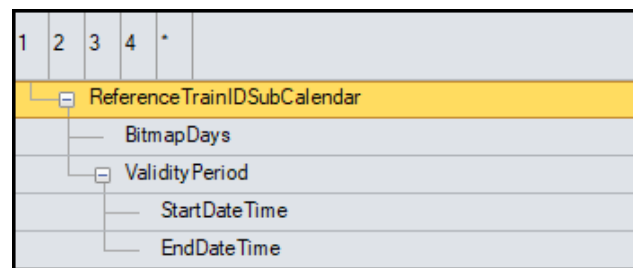 1 2 3 4 *
ReferenceTrainIDSubCalendar
BitmapDays
ValidityPeriod
StartDateTime
EndDateTime